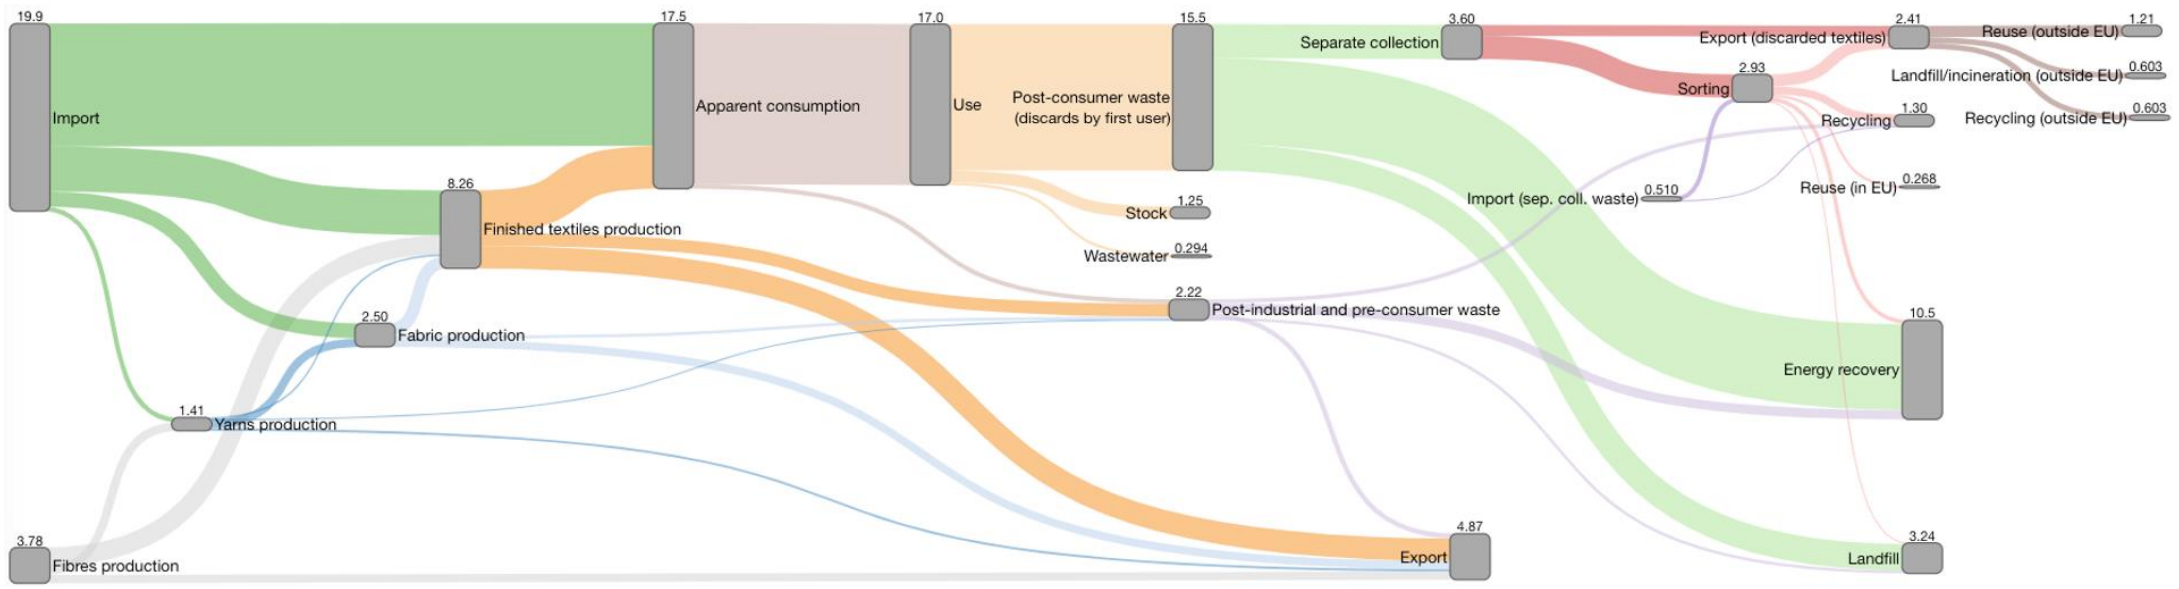 19.9
Import
17.5
Apparent consumption
17.0
Use
15.5
Post-consumer waste
(discards by first user)
3.60
Separate collection
2.41
Export (discarded textiles)
1.21
Reuse (outside EU)
2.93
Sorting
0.603
Landfill/incineration (outside EU)
1.30
Recycling
0.603
Recycling (outside EU)
8.26
Finished textiles production
0.510
Import (sep. coll. waste)
0.268
Reuse (in EU)
1.25
Stock
0.294
Wastewater
2.22
Post-industrial and pre-consumer waste
2.50
Fabric production
10.5
Energy recovery
1.41
Yarns production
3.78
Fibres production
4.87
Export
3.24
Landfill